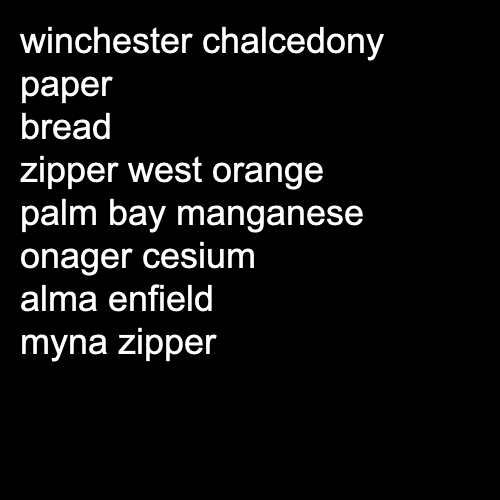 winchester chalcedony
paper
bread
zipper west orange
palm bay manganese
onager cesium
alma enfield
myna zipper